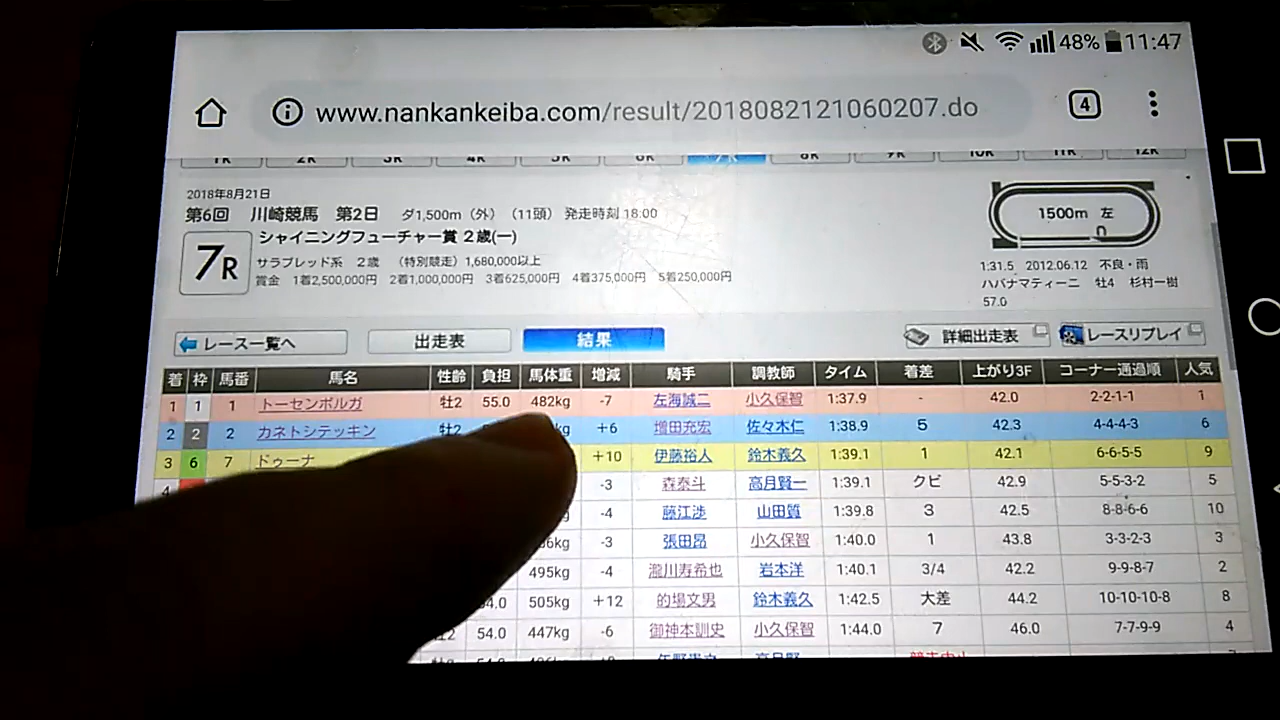 48% 11:47
www.nankankeiba.com/result/2018082121060207.do
4
1R 2R 3R 4R 5R 6R 7R 8R 9R 10R 11R 12R
2018年8月21日
第6回 川崎競馬 第2日 ダ1,500m（外）（11頭）発走時刻 18:00
7R
シャイニングフューチャー賞 2歳(一)
サラブレッド系 2歳 （特別競走）1,680,000以上
賞金 1着2,500,000円 2着1,000,000円 3着625,000円 4着375,000円 5着250,000円
1500m 左
1:31.5 2012.06.12 不良・雨
ハバナマティーニ 牡4 杉村一樹
57.0
レース一覧へ 出走表 結果 詳細出走表 レースリプレイ
着 枠 馬番 馬名 性齢 負担 馬体重 増減 騎手 調教師 タイム 着差 上がり3F コーナー通過順 人気
1 1 1 トーセンボルガ 牡2 55.0 482kg -7 左海誠二 小久保智 1:37.9 - 42.0 2-2-1-1 1
2 2 2 カネトシテッキン 牡2 +6 増田充宏 佐々木仁 1:38.9 5 42.3 4-4-4-3 6
3 6 7 ドゥーナ +10 伊藤裕人 鈴木義久 1:39.1 1 42.1 6-6-5-5 9
4 -3 森泰斗 高月賢一 1:39.1 クビ 42.9 5-5-3-2 5
-4 藤江渉 山田質 1:39.8 3 42.5 8-8-6-6 10
-3 張田昂 小久保智 1:40.0 1 43.8 3-3-2-3 3
495kg -4 瀧川寿希也 岩本洋 1:40.1 3/4 42.2 9-9-8-7 2
505kg +12 的場文男 鈴木義久 1:42.5 大差 44.2 10-10-10-8 8
54.0 447kg -6 御神本訓史 小久保智 1:44.0 7 46.0 7-7-9-9 4